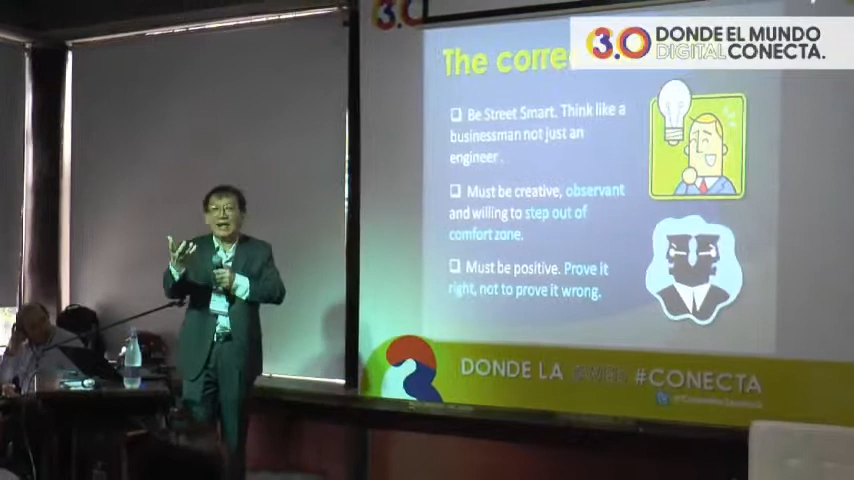 3.0
3.0 DONDE EL MUNDO
DIGITAL CONECTA.
The corre
❑ Be Street Smart. Think like a
businessman not just an
engineer.
❑ Must be creative, observant
and willing to step out of
comfort zone.
❑ Must be positive. Prove it
right, not to prove it wrong.
DONDE LA #CONECTA